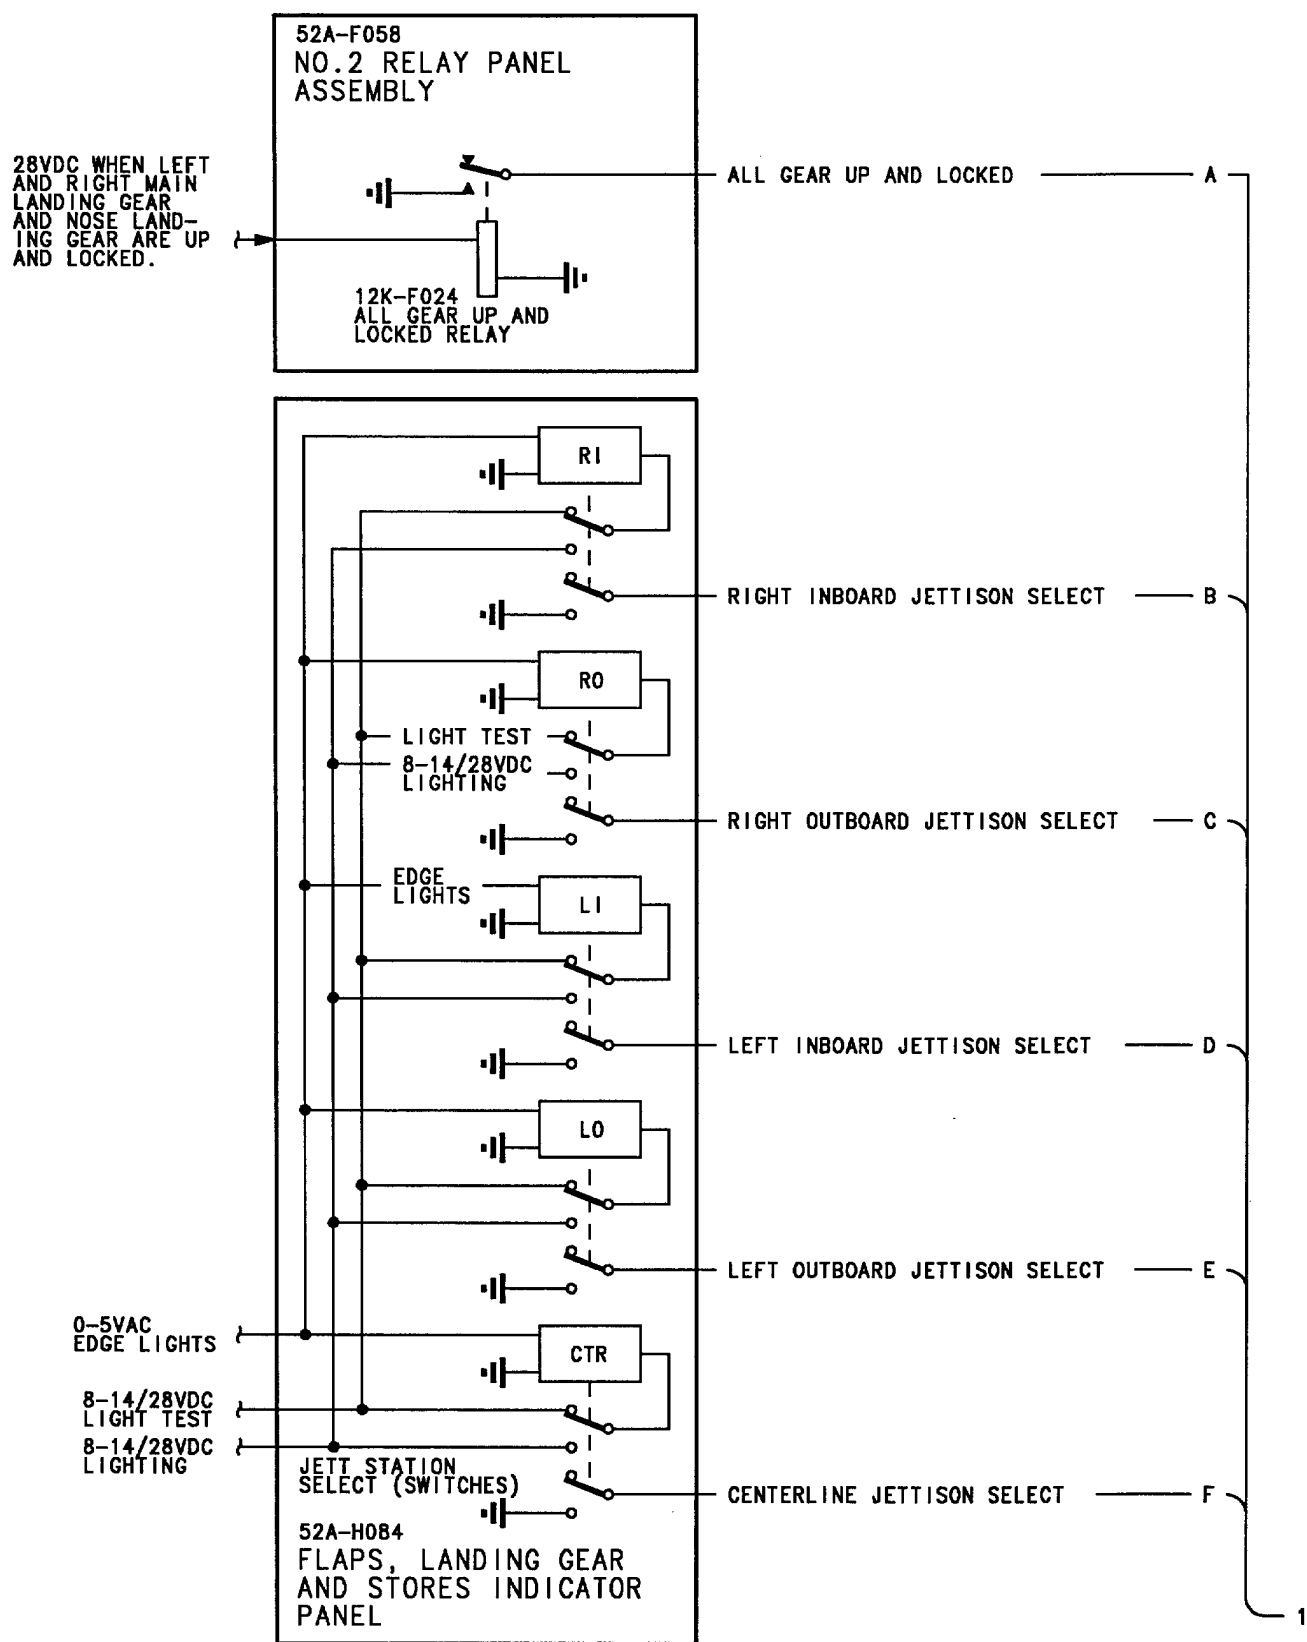 52A-F058
NO.2 RELAY PANEL
ASSEMBLY
28VDC WHEN LEFT
AND RIGHT MAIN
LANDING GEAR
AND NOSE LAND-
ING GEAR ARE UP
AND LOCKED.
ALL GEAR UP AND LOCKED
A
12K-F024
ALL GEAR UP AND
LOCKED RELAY
RI
RIGHT INBOARD JETTISON SELECT
B
RO
LIGHT TEST
8-14/28VDC
LIGHTING
RIGHT OUTBOARD JETTISON SELECT
C
EDGE
LIGHTS
LI
LEFT INBOARD JETTISON SELECT
D
LO
LEFT OUTBOARD JETTISON SELECT
E
0-5VAC
EDGE LIGHTS
CTR
8-14/28VDC
LIGHT TEST
8-14/28VDC
LIGHTING
JETT STATION
SELECT (SWITCHES)
CENTERLINE JETTISON SELECT
F
52A-H084
FLAPS, LANDING GEAR
AND STORES INDICATOR
PANEL
1